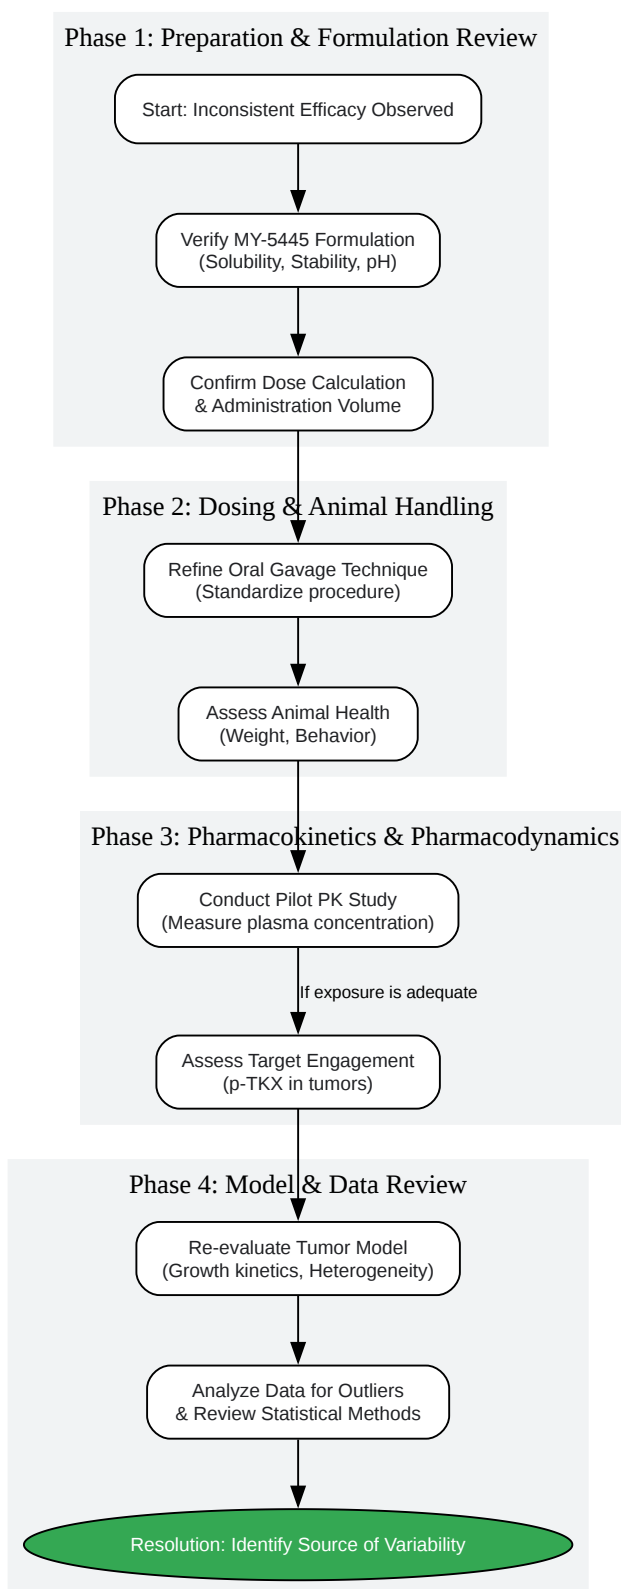 Phase 1: Preparation & Formulation Review
Start: Inconsistent Efficacy Observed
Verify MY-5445 Formulation
(Solubility, Stability, pH)
Confirm Dose Calculation
& Administration Volume
Phase 2: Dosing & Animal Handling
Refine Oral Gavage Technique
(Standardize procedure)
Assess Animal Health
(Weight, Behavior)
Phase 3: Pharmacokinetics & Pharmacodynamics
Conduct Pilot PK Study
(Measure plasma concentration)
If exposure is adequate
Assess Target Engagement
(p-TKX in tumors)
Phase 4: Model & Data Review
Re-evaluate Tumor Model
(Growth kinetics, Heterogeneity)
Analyze Data for Outliers
& Review Statistical Methods
Resolution: Identify Source of Variability